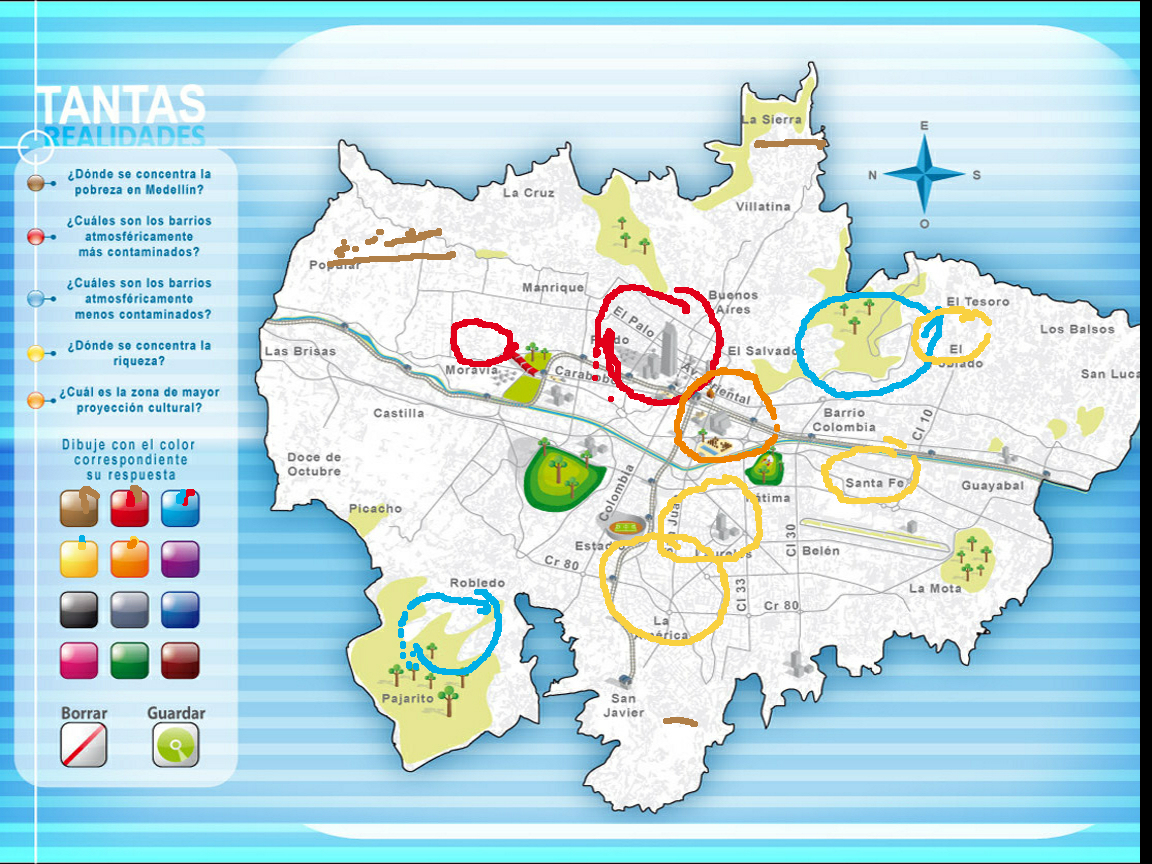 TANTAS
REALIDADES
¿Dónde se concentra la
pobreza en Medellín?
¿Cuáles son los barrios
atmosféricamente
más contaminados?
¿Cuáles son los barrios
atmosféricamente
menos contaminados?
¿Dónde se concentra la
riqueza?
¿Cuál es la zona de mayor
proyección cultural?
Dibuje con el color
correspondiente
su respuesta
Borrar
Guardar
E
N
S
O
La Sierra
La Cruz
Villatina
Popular
Manrique
Buenos
Aires
El Palo
El Tesoro
Los Balsos
El
Las Brisas
El Salvador
Moravia
Carabobo
San Luca
Av. Oriental
Castilla
Barrio
Colombia
Cl 10
Doce de
Octubre
Colombia
Santa Fe
Guayabal
Picacho
San Juan
Fátima
Estadio
Laureles
Cl 30
Belén
Cr 80
Robledo
Cl 33
Cr 80
La Mota
La
América
Pajarito
San
Javier